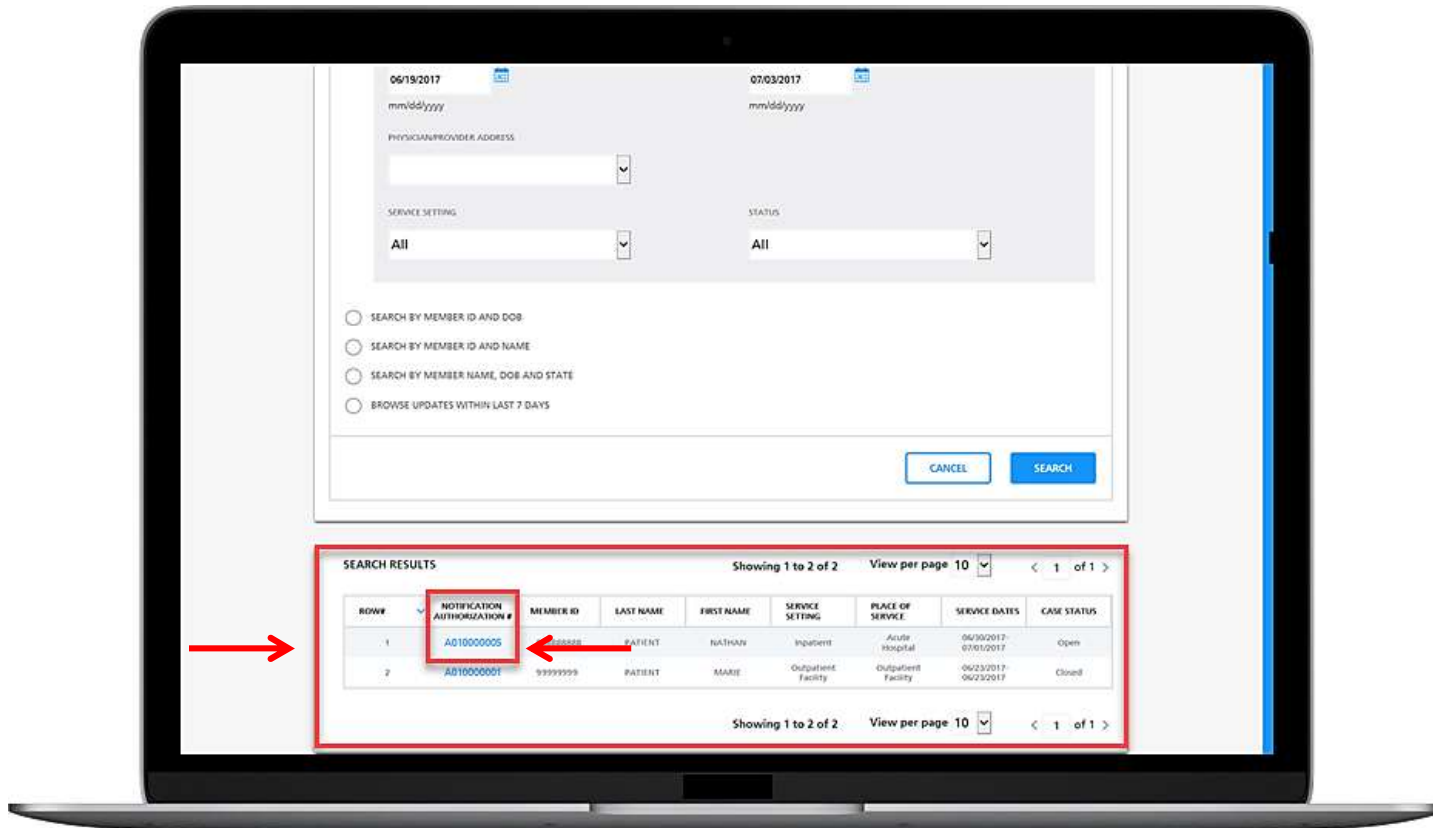 06/19/2017 07/03/2017
mm/dd/yyyy mm/dd/yyyy
PHYSICIAN/PROVIDER ADDRESS
SERVICE SETTING STATUS
All All
SEARCH BY MEMBER ID AND DOB
SEARCH BY MEMBER ID AND NAME
SEARCH BY MEMBER NAME, DOB AND STATE
BROWSE UPDATES WITHIN LAST 7 DAYS
CANCEL SEARCH
SEARCH RESULTS Showing 1 to 2 of 2 View per page 10 < 1 of 1 >
ROW# NOTIFICATION AUTHORIZATION # MEMBER ID LAST NAME FIRST NAME SERVICE SETTING PLACE OF SERVICE SERVICE DATES CASE STATUS
1 A010000005 PATIENT NATHAN Inpatient Acute Hospital 06/30/2017- 07/01/2017 Open
2 A010000001 99999999 PATIENT MARIE Outpatient Facility Outpatient Facility 06/23/2017- 06/23/2017 Closed
Showing 1 to 2 of 2 View per page 10 < 1 of 1 >